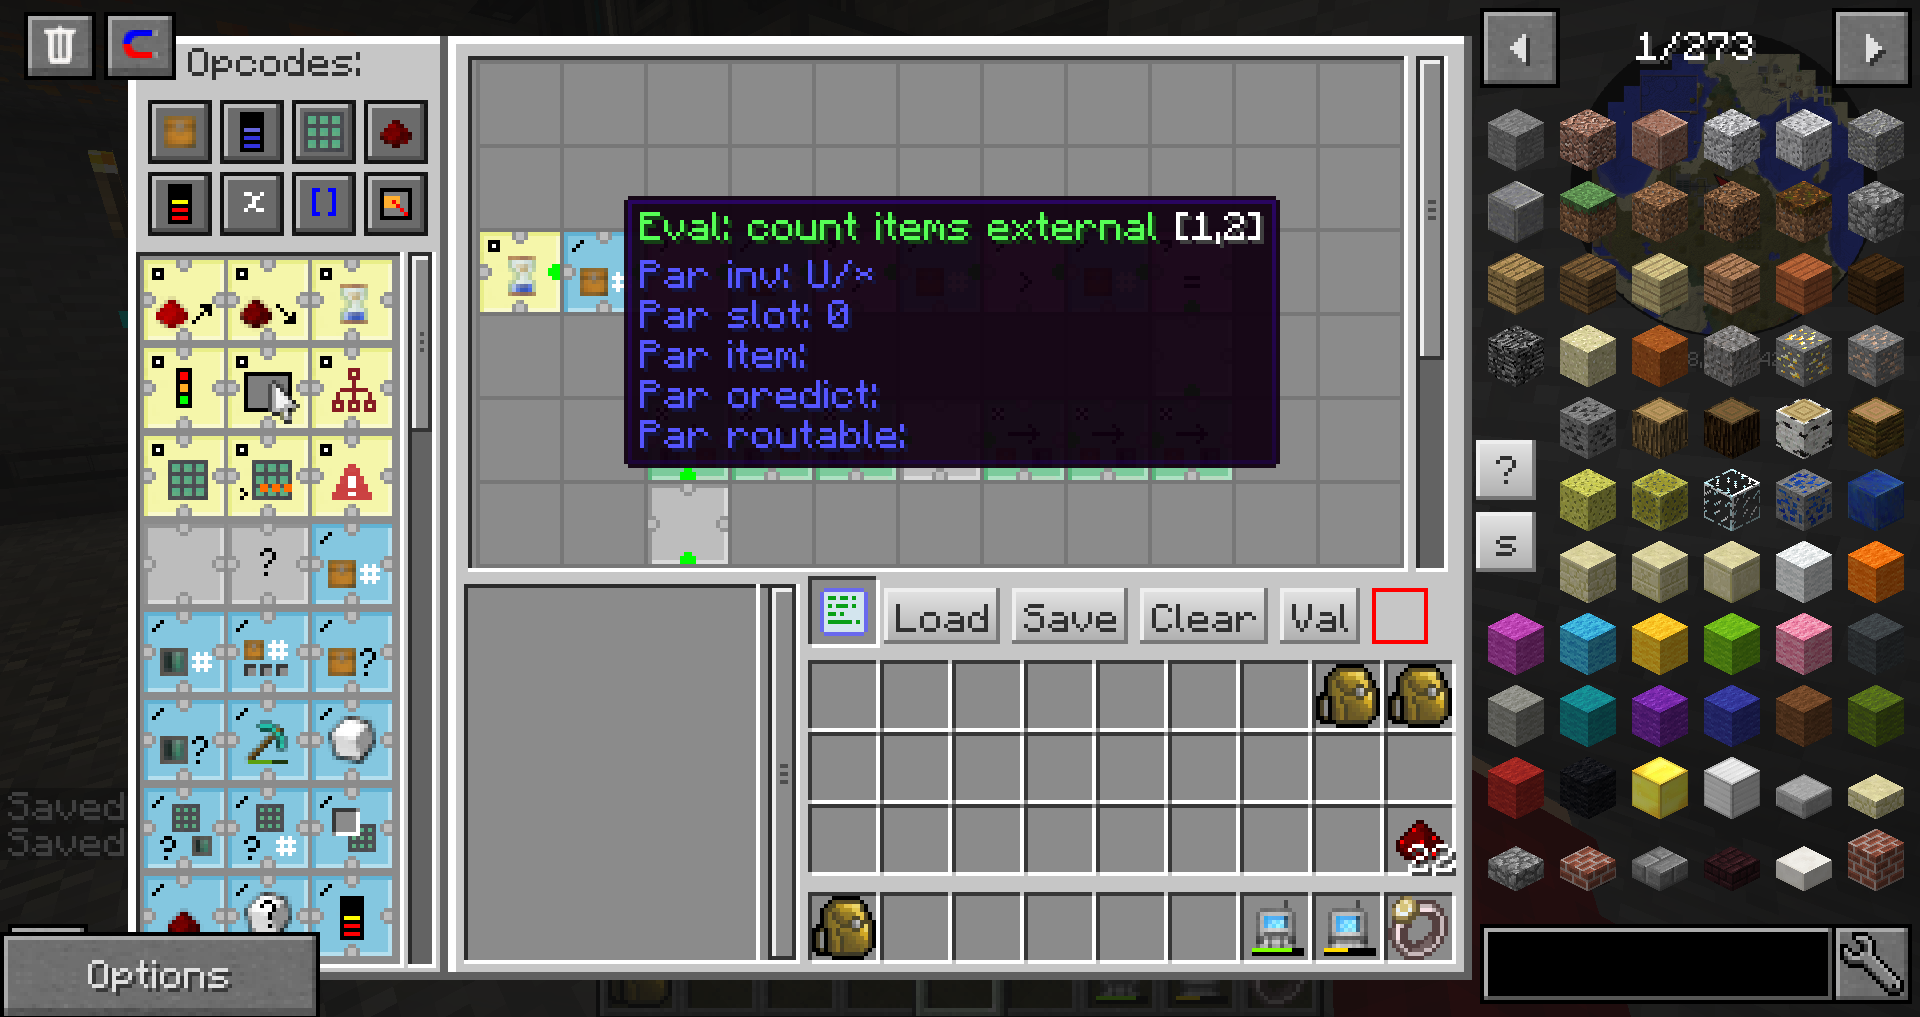 Opcodes:
1/273
Eval: count items external [1,2]
Par inv: U/x
Par slot: 0
Par item:
Par oredict:
Par routable:
?
s
Load
Save
Clear
Val
Saved
Saved
22
Options